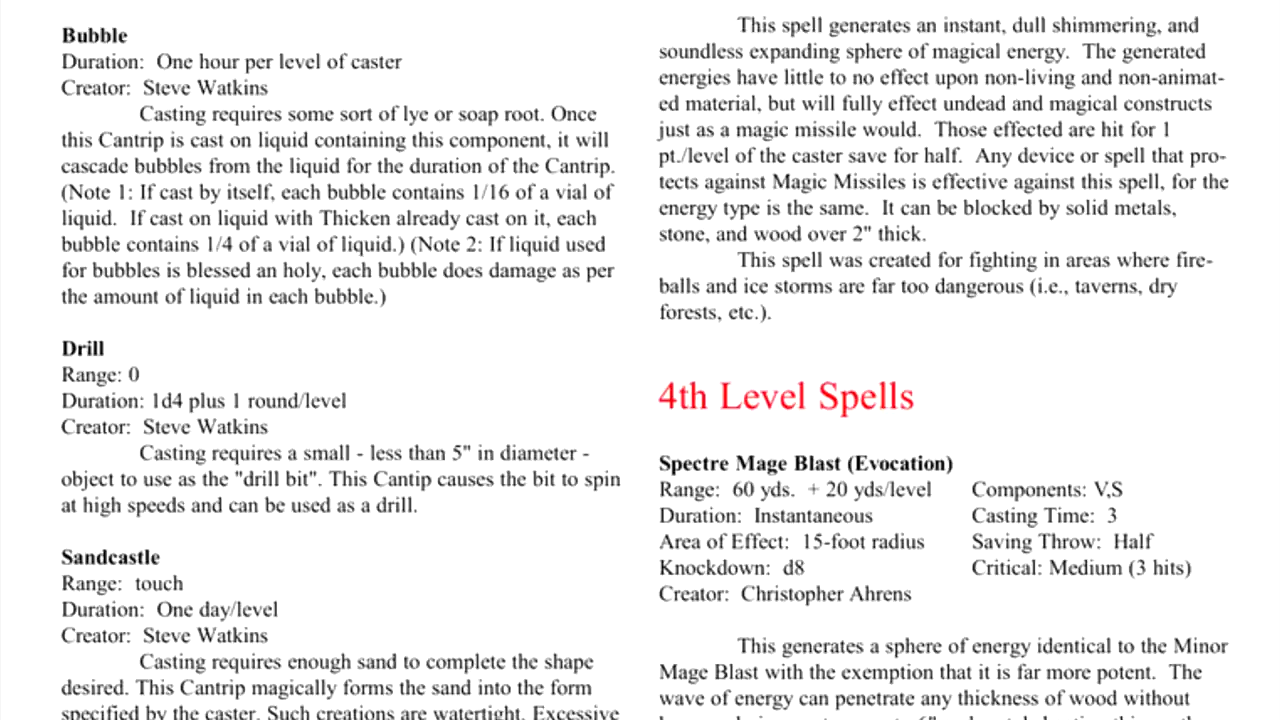 Bubble
Duration:  One hour per level of caster
Creator:  Steve Watkins
Casting requires some sort of lye or soap root. Once
this Cantrip is cast on liquid containing this component, it will
cascade bubbles from the liquid for the duration of the Cantrip.
(Note 1: If cast by itself, each bubble contains 1/16 of a vial of
liquid.  If cast on liquid with Thicken already cast on it, each
bubble contains 1/4 of a vial of liquid.) (Note 2: If liquid used
for bubbles is blessed an holy, each bubble does damage as per
the amount of liquid in each bubble.)
Drill
Range: 0
Duration: 1d4 plus 1 round/level
Creator:  Steve Watkins
Casting requires a small - less than 5" in diameter -
object to use as the "drill bit". This Cantip causes the bit to spin
at high speeds and can be used as a drill.
Sandcastle
Range:  touch
Duration:  One day/level
Creator:  Steve Watkins
Casting requires enough sand to complete the shape
desired. This Cantrip magically forms the sand into the form
specified by the caster. Such creations are watertight. Excessive
This spell generates an instant, dull shimmering, and
soundless expanding sphere of magical energy.  The generated
energies have little to no effect upon non-living and non-animat-
ed material, but will fully effect undead and magical constructs
just as a magic missile would.  Those effected are hit for 1
pt./level of the caster save for half.  Any device or spell that pro-
tects against Magic Missiles is effective against this spell, for the
energy type is the same.  It can be blocked by solid metals,
stone, and wood over 2" thick.
This spell was created for fighting in areas where fire-
balls and ice storms are far too dangerous (i.e., taverns, dry
forests, etc.).
4th Level Spells
Spectre Mage Blast (Evocation)
Range:  60 yds.  + 20 yds/level Components: V,S
Duration:  Instantaneous Casting Time:  3
Area of Effect:  15-foot radius Saving Throw:  Half
Knockdown:  d8 Critical: Medium (3 hits)
Creator:  Christopher Ahrens
This generates a sphere of energy identical to the Minor
Mage Blast with the exemption that it is far more potent.  The
wave of energy can penetrate any thickness of wood without